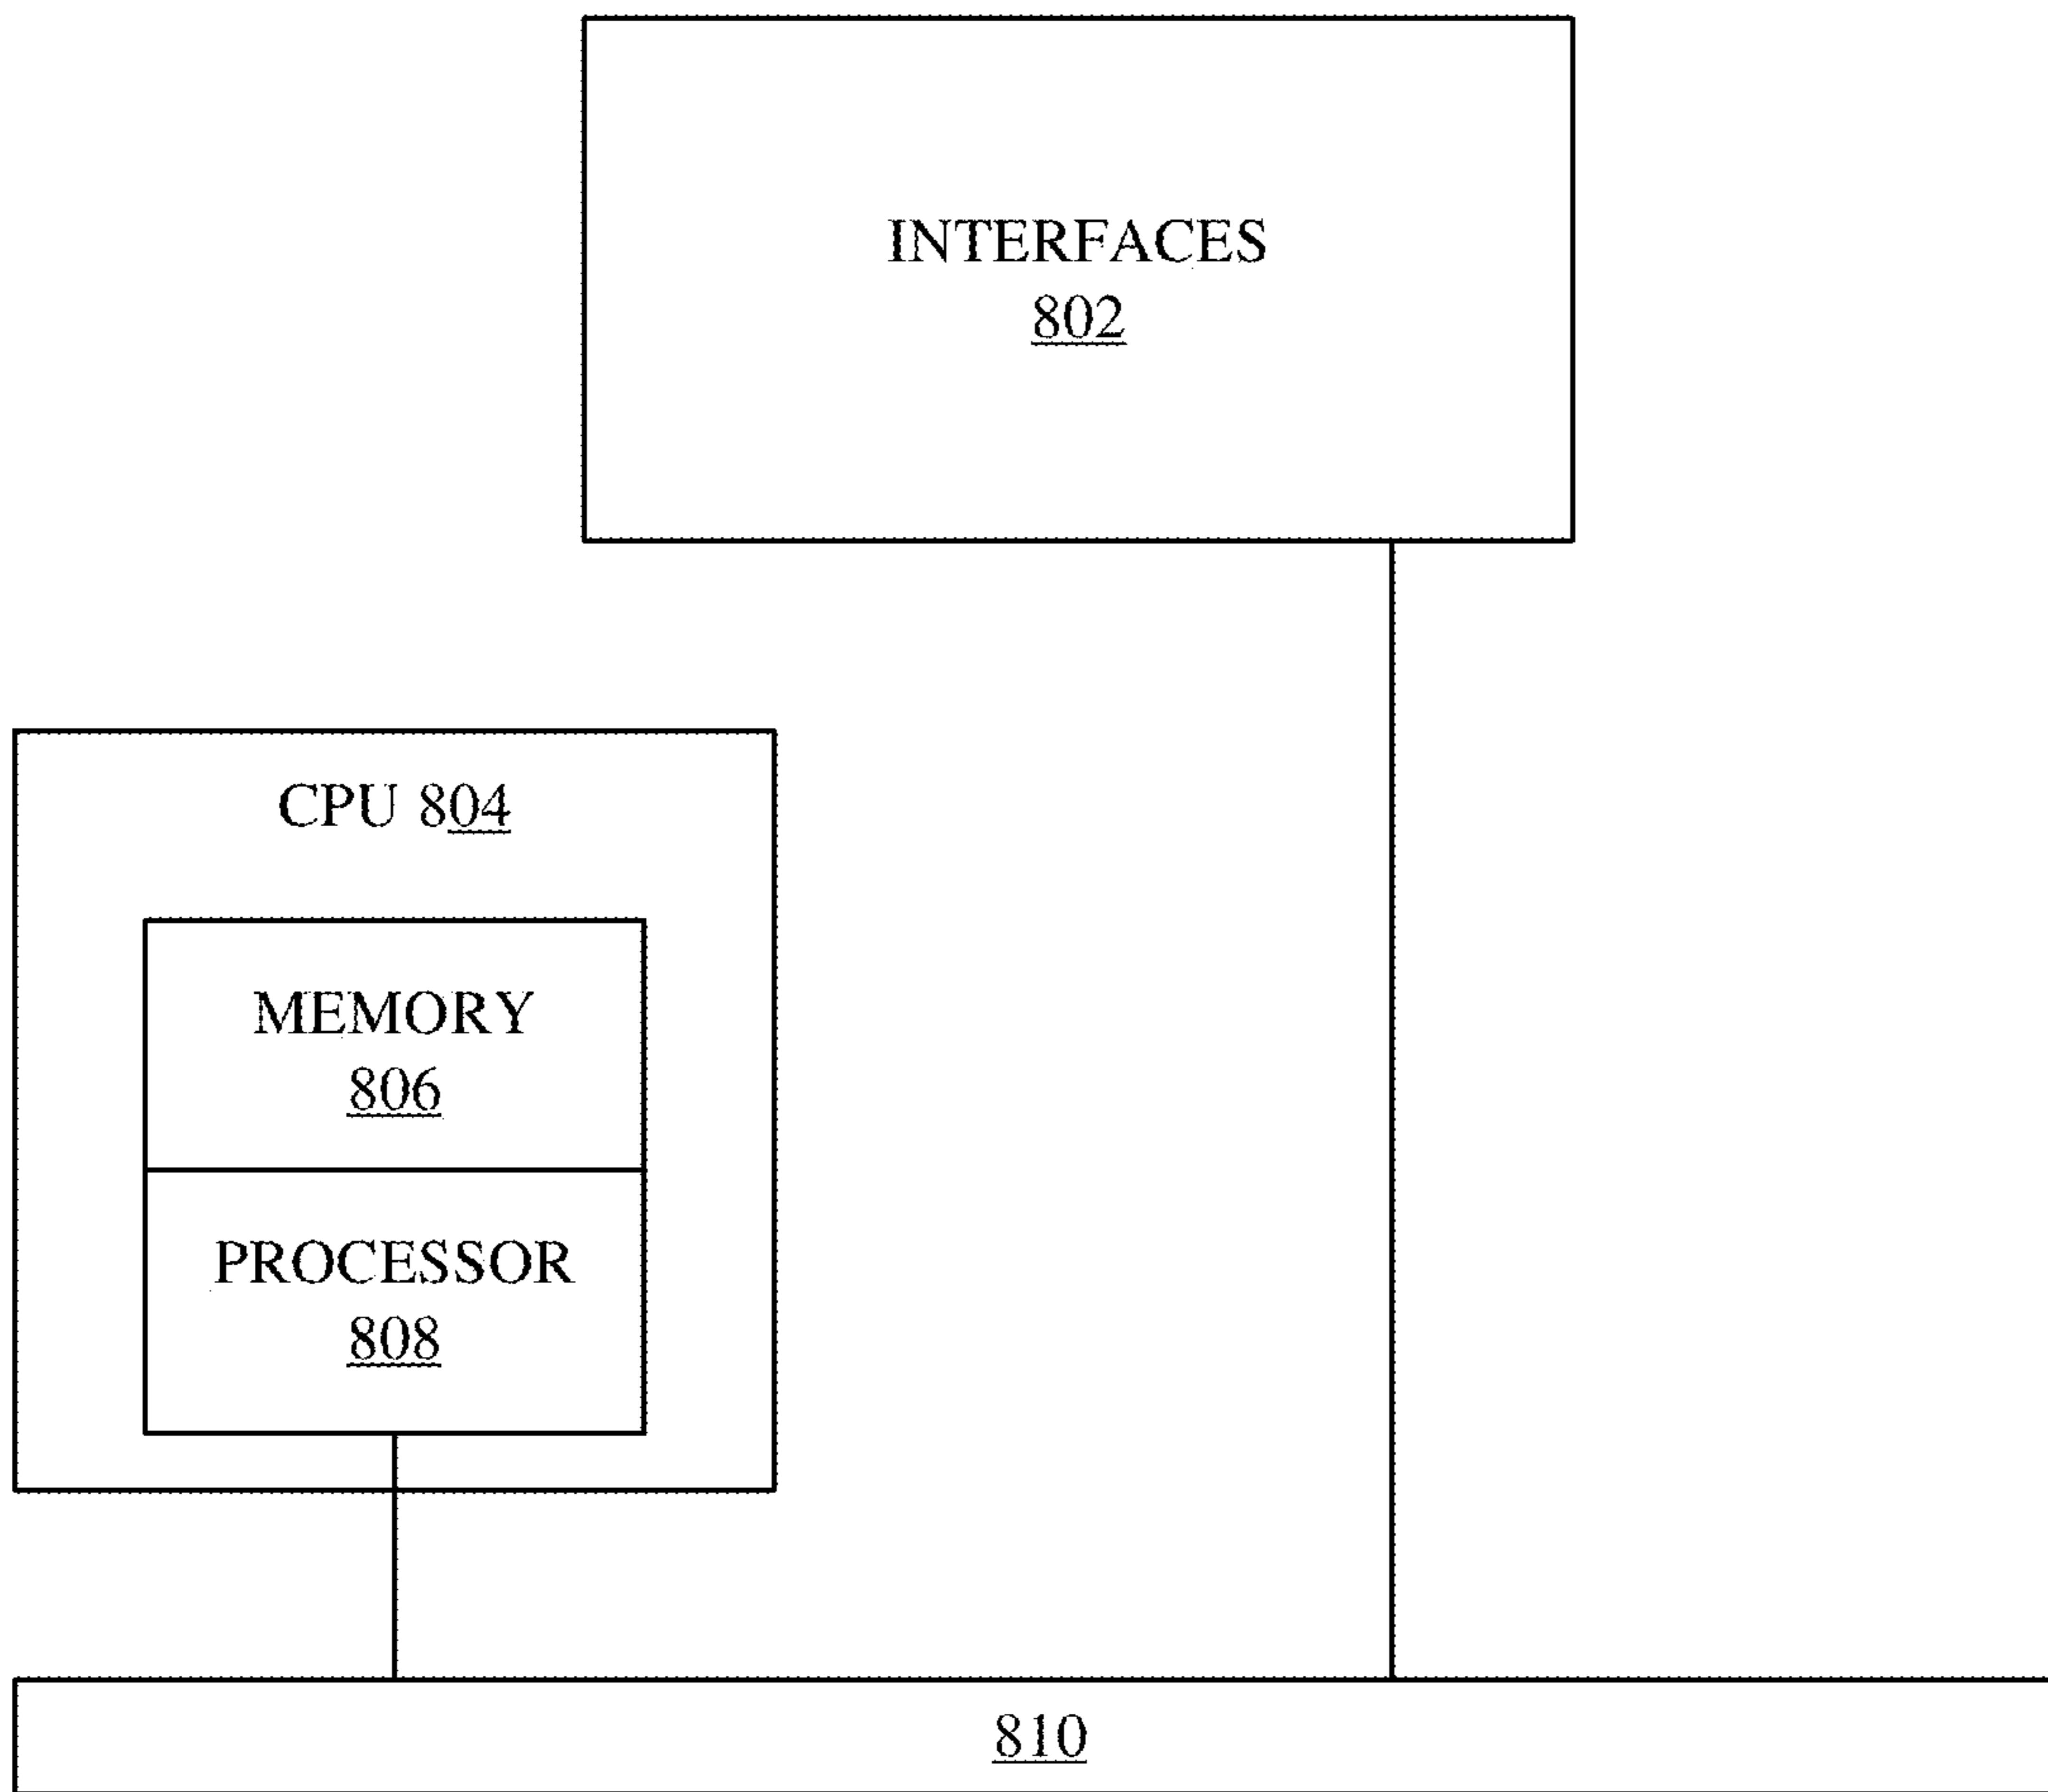 INTERFACES
802
CPU 804
MEMORY
806
PROCESSOR
808
810